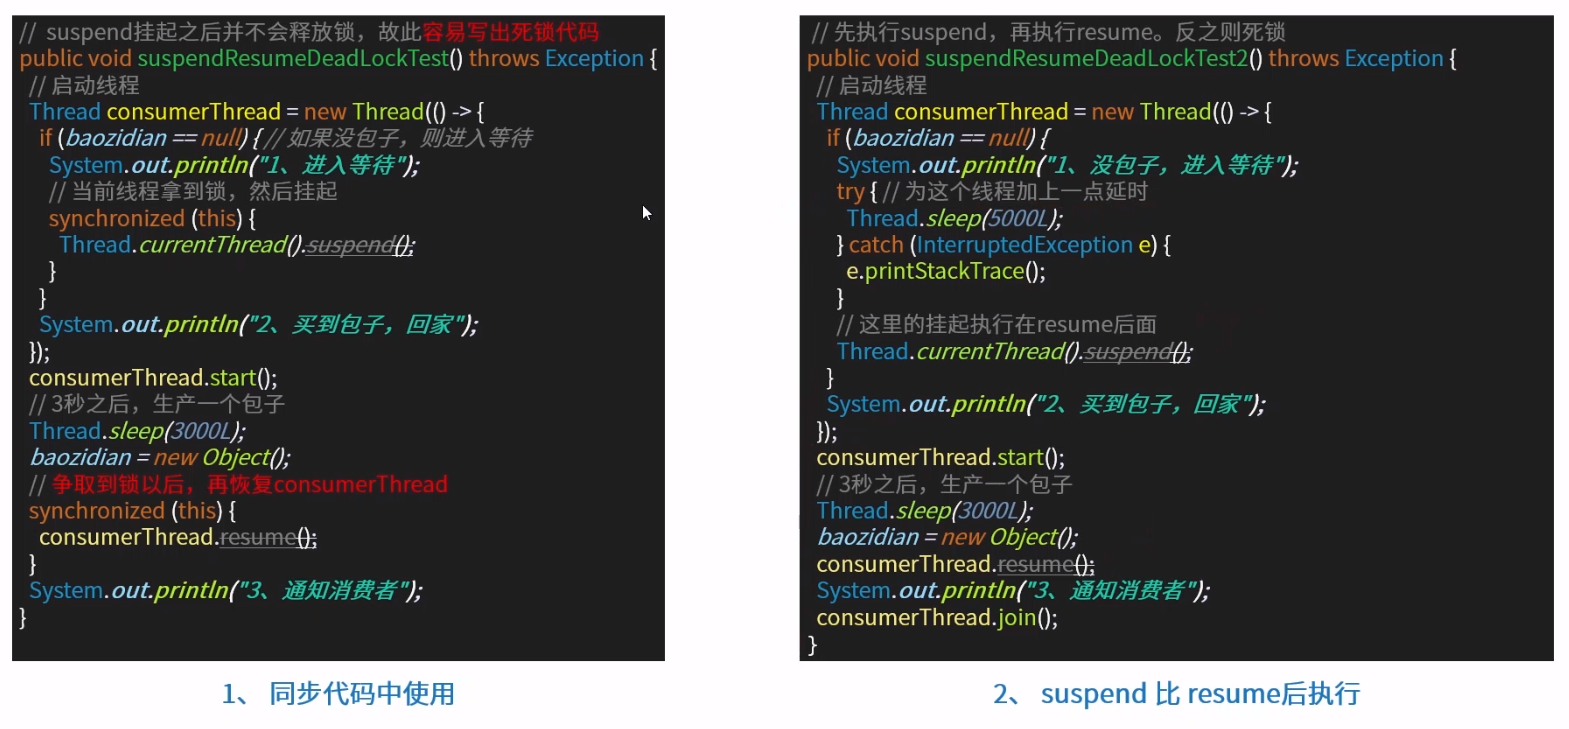 // suspend挂起之后并不会释放锁，故此容易写出死锁代码
public void suspendResumeDeadLockTest() throws Exception {
// 启动线程
Thread consumerThread = new Thread(() -> {
if (baozidian == null) { // 如果没包子，则进入等待
System.out.println("1、进入等待");
// 当前线程拿到锁，然后挂起
synchronized (this) {
Thread.currentThread().suspend();
}
}
System.out.println("2、买到包子，回家");
});
consumerThread.start();
// 3秒之后，生产一个包子
Thread.sleep(3000L);
baozidian = new Object();
// 争取到锁以后，再恢复consumerThread
synchronized (this) {
consumerThread.resume();
}
System.out.println("3、通知消费者");
}
1、 同步代码中使用
// 先执行suspend，再执行resume。反之则死锁
public void suspendResumeDeadLockTest2() throws Exception {
// 启动线程
Thread consumerThread = new Thread(() -> {
if (baozidian == null) {
System.out.println("1、没包子，进入等待");
try { // 为这个线程加上一点延时
Thread.sleep(5000L);
} catch (InterruptedException e) {
e.printStackTrace();
}
// 这里的挂起执行在resume后面
Thread.currentThread().suspend();
}
System.out.println("2、买到包子，回家");
});
consumerThread.start();
// 3秒之后，生产一个包子
Thread.sleep(3000L);
baozidian = new Object();
consumerThread.resume();
System.out.println("3、通知消费者");
consumerThread.join();
}
2、 suspend 比 resume后执行